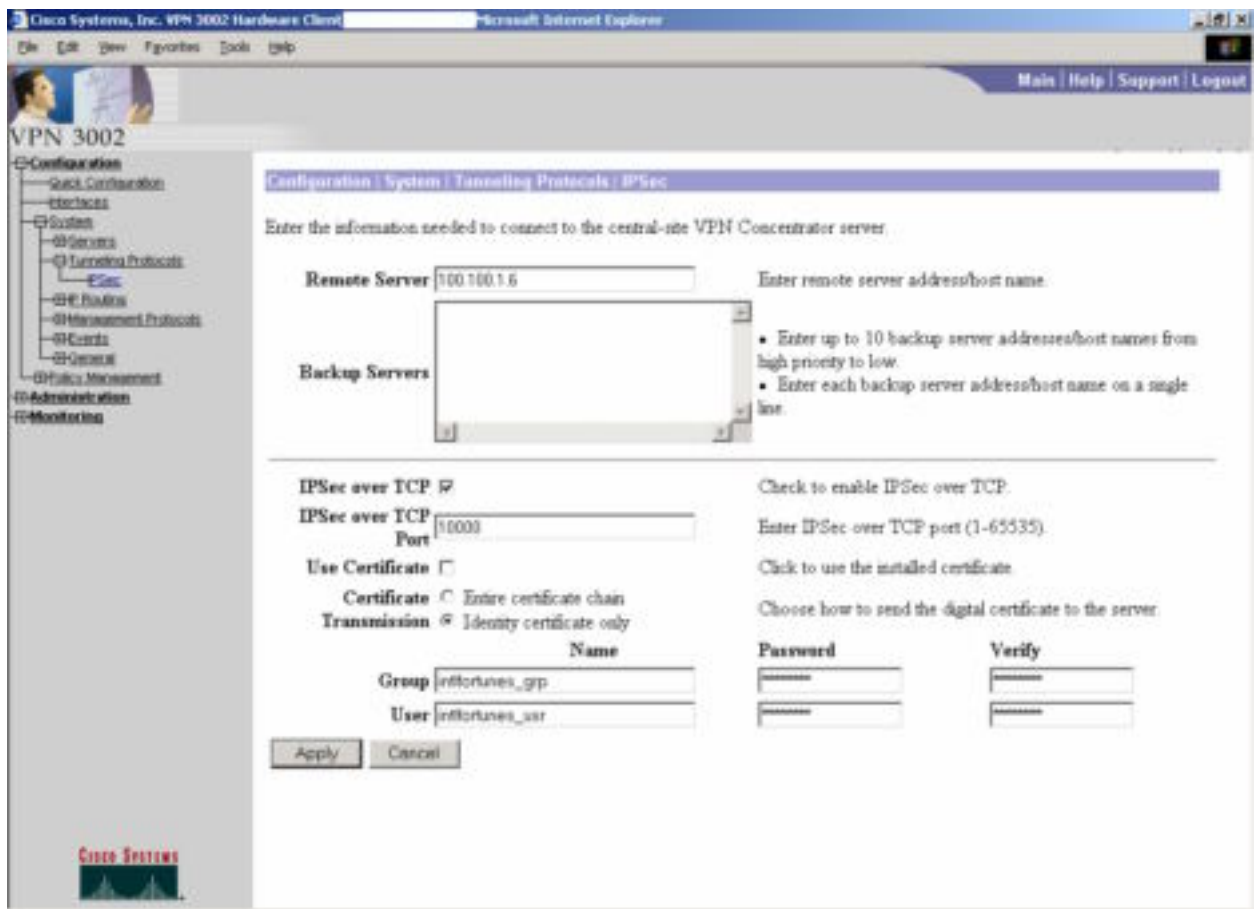 Cisco Systems, Inc. VPN 3002 Hardware Client
Microsoft Internet Explorer
File Edit View Favorites Tools Help
Main | Help | Support | Logout
VPN 3002
Configuration
Quick Configuration
Interfaces
System
Servers
Tunneling Protocols
IPSec
IP Routing
Management Protocols
Events
General
Policy Management
Administration
Monitoring
Configuration | System | Tunneling Protocols | IPSec
Enter the information needed to connect to the central-site VPN Concentrator server.
Remote Server 100.100.1.6 Enter remote server address/host name.
Backup Servers
• Enter up to 10 backup server addresses/host names from
high priority to low.
• Enter each backup server address/host name on a single
line.
IPSec over TCP Check to enable IPSec over TCP.
IPSec over TCP
Port 10000 Enter IPSec over TCP port (1-65535).
Use Certificate Click to use the installed certificate.
Certificate
Transmission
Entire certificate chain
Identity certificate only
Choose how to send the digital certificate to the server.
Name Password Verify
Group intfortunes_grp ********* *********
User intfortunes_usr ********* *********
Apply Cancel
CISCO SYSTEMS